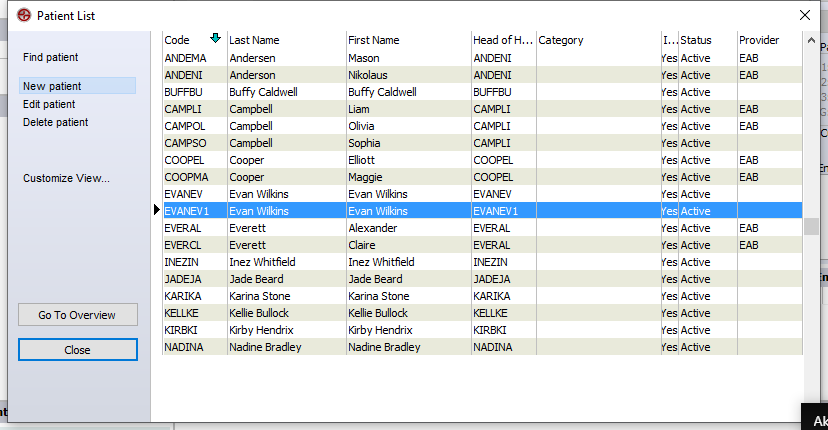 Patient List
Find patient
New patient
Edit patient
Delete patient
Customize View...
Go To Overview
Close
Code Last Name First Name Head of H... Category I... Status Provider
ANDEMA Andersen Mason ANDENI Yes Active EAB
ANDENI Anderson Nikolaus ANDENI Yes Active EAB
BUFFBU Buffy Caldwell Buffy Caldwell BUFFBU Yes Active
CAMPLI Campbell Liam CAMPLI Yes Active EAB
CAMPOL Campbell Olivia CAMPLI Yes Active EAB
CAMPSO Campbell Sophia CAMPLI Yes Active
COOPEL Cooper Elliott COOPEL Yes Active EAB
COOPMA Cooper Maggie COOPEL Yes Active EAB
EVANEV Evan Wilkins Evan Wilkins EVANEV Yes Active
EVANEV1 Evan Wilkins Evan Wilkins EVANEV1 Yes Active
EVERAL Everett Alexander EVERAL Yes Active EAB
EVERCL Everett Claire EVERAL Yes Active EAB
INEZIN Inez Whitfield Inez Whitfield INEZIN Yes Active
JADEJA Jade Beard Jade Beard JADEJA Yes Active
KARIKA Karina Stone Karina Stone KARIKA Yes Active
KELLKE Kellie Bullock Kellie Bullock KELLKE Yes Active
KIRBKI Kirby Hendrix Kirby Hendrix KIRBKI Yes Active
NADINA Nadine Bradley Nadine Bradley NADINA Yes Active
Ak